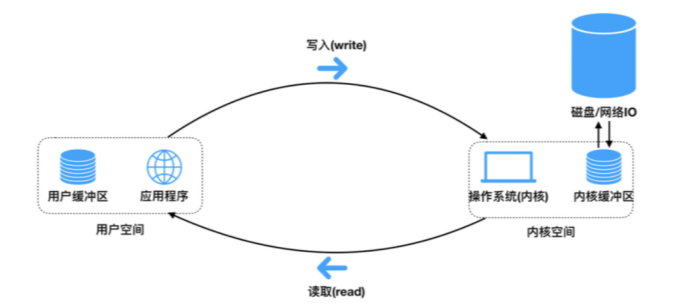 写入(write)
磁盘/网络IO
用户缓冲区
应用程序
操作系统(内核)
内核缓冲区
用户空间
内核空间
读取(read)